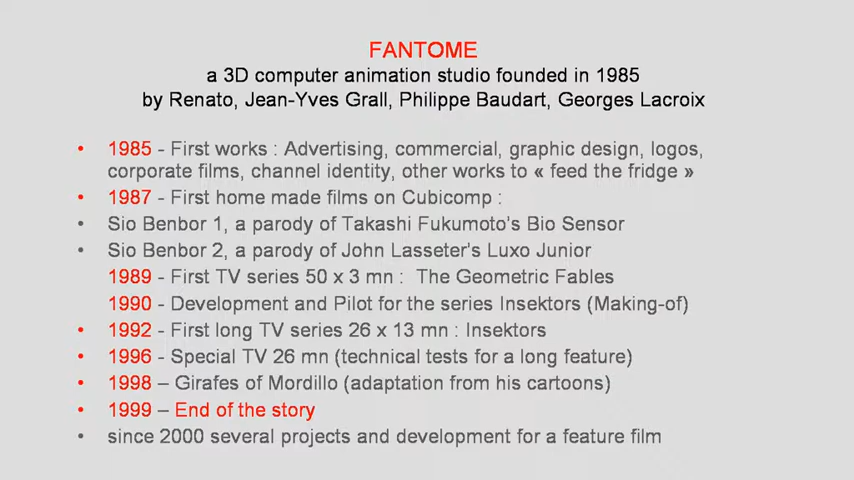 FANTOME
a 3D computer animation studio founded in 1985
by Renato, Jean-Yves Grall, Philippe Baudart, Georges Lacroix
• 1985 - First works : Advertising, commercial, graphic design, logos,
corporate films, channel identity, other works to « feed the fridge »
• 1987 - First home made films on Cubicomp :
• Sio Benbor 1, a parody of Takashi Fukumoto's Bio Sensor
• Sio Benbor 2, a parody of John Lasseter's Luxo Junior
1989 - First TV series 50 x 3 mn : The Geometric Fables
1990 - Development and Pilot for the series Insektors (Making-of)
• 1992 - First long TV series 26 x 13 mn : Insektors
• 1996 - Special TV 26 mn (technical tests for a long feature)
• 1998 – Girafes of Mordillo (adaptation from his cartoons)
• 1999 – End of the story
• since 2000 several projects and development for a feature film